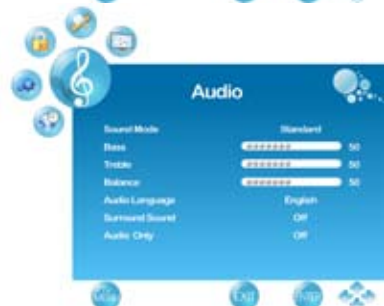 Audio
Sound Mode Standard
Bass 50
Treble 50
Balance 50
Audio Language English
Surround Sound Off
Audio Only Off
EXIT